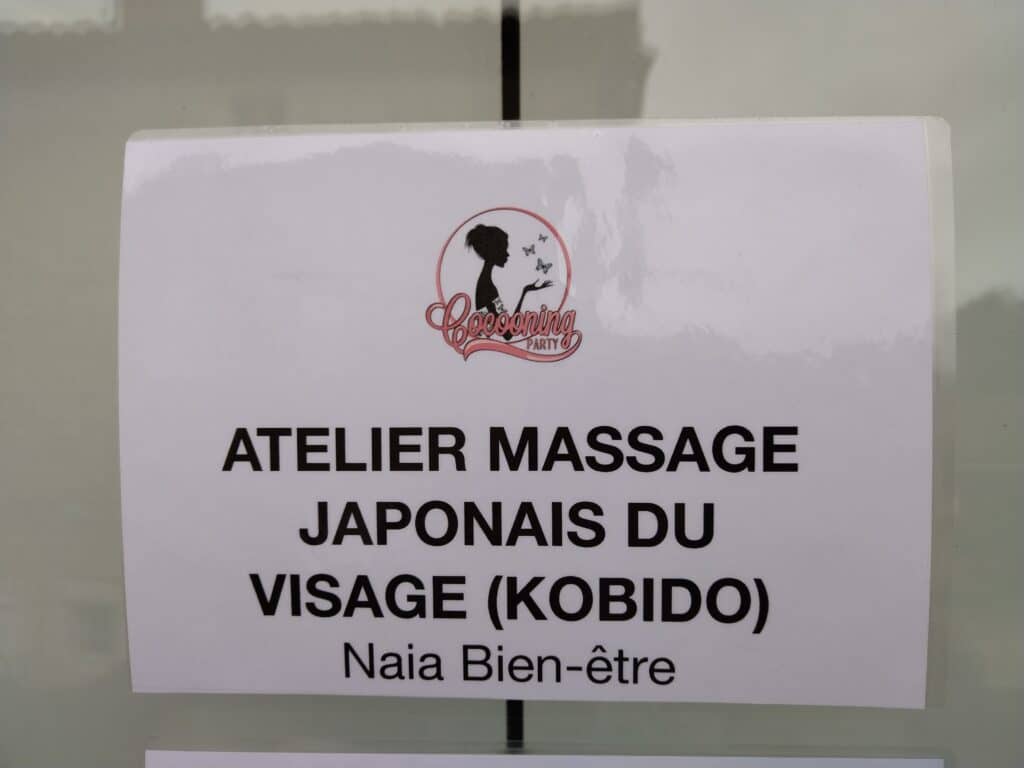 Cocooning
PARTY
ATELIER MASSAGE
JAPONAIS DU
VISAGE (KOBIDO)
Naia Bien-être